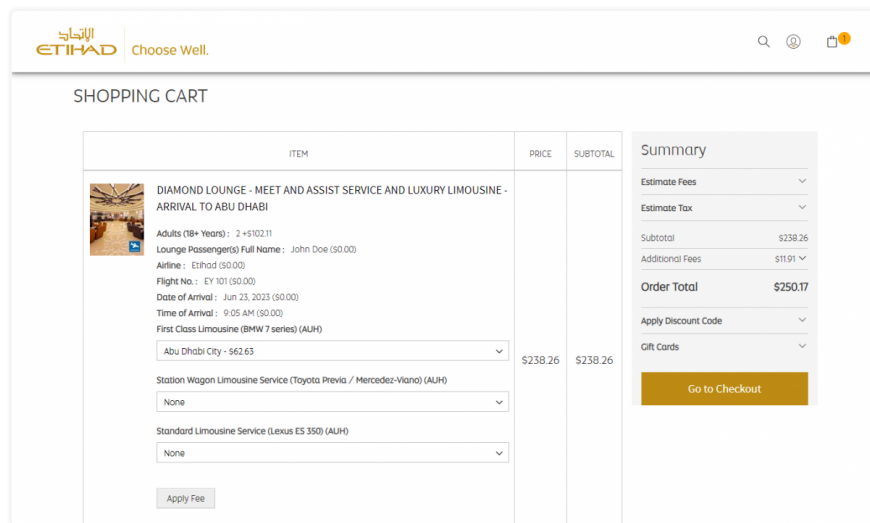 الإتحاد
ETIHAD
Choose Well.
1
SHOPPING CART
ITEM
PRICE
SUBTOTAL
DIAMOND LOUNGE - MEET AND ASSIST SERVICE AND LUXURY LIMOUSINE -
ARRIVAL TO ABU DHABI
Adults (18+ Years) : 2 +$102.11
Lounge Passenger(s) Full Name : John Doe ($0.00)
Airline : Etihad ($0.00)
Flight No. : EY 101 ($0.00)
Date of Arrival : Jun 23, 2023 ($0.00)
Time of Arrival : 9:05 AM ($0.00)
First Class Limousine (BMW 7 series) (AUH)
Abu Dhabi City - $62.63
Station Wagon Limousine Service (Toyota Previa / Mercedez-Viano) (AUH)
None
Standard Limousine Service (Lexus ES 350) (AUH)
None
Apply Fee
$238.26
$238.26
Summary
Estimate Fees
Estimate Tax
Subtotal $238.26
Additional Fees $11.91
Order Total $250.17
Apply Discount Code
Gift Cards
Go to Checkout